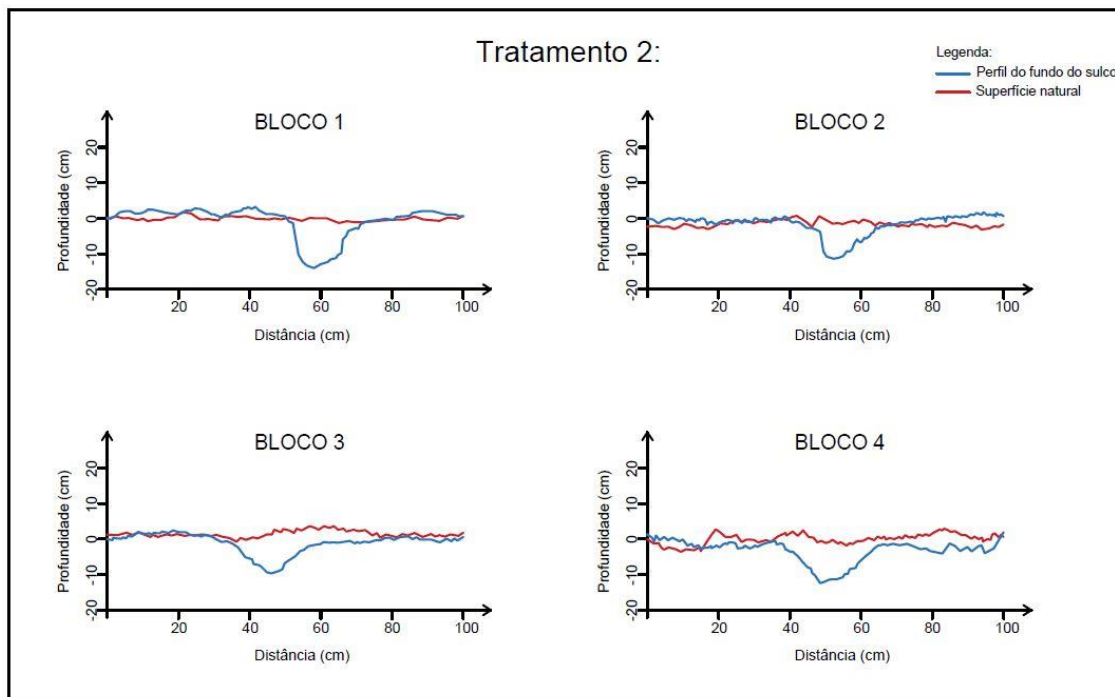 Tratamento 2:
Legenda:
Perfil do fundo do sulco
Superfície natural
BLOCO 1
Profundidade (cm)
20
10
0
-10
-20
20
40
60
80
100
Distância (cm)
BLOCO 2
Profundidade (cm)
20
10
0
-10
-20
20
40
60
80
100
Distância (cm)
BLOCO 3
Profundidade (cm)
20
10
0
-10
-20
20
40
60
80
100
Distância (cm)
BLOCO 4
Profundidade (cm)
20
10
0
-10
-20
20
40
60
80
100
Distância (cm)